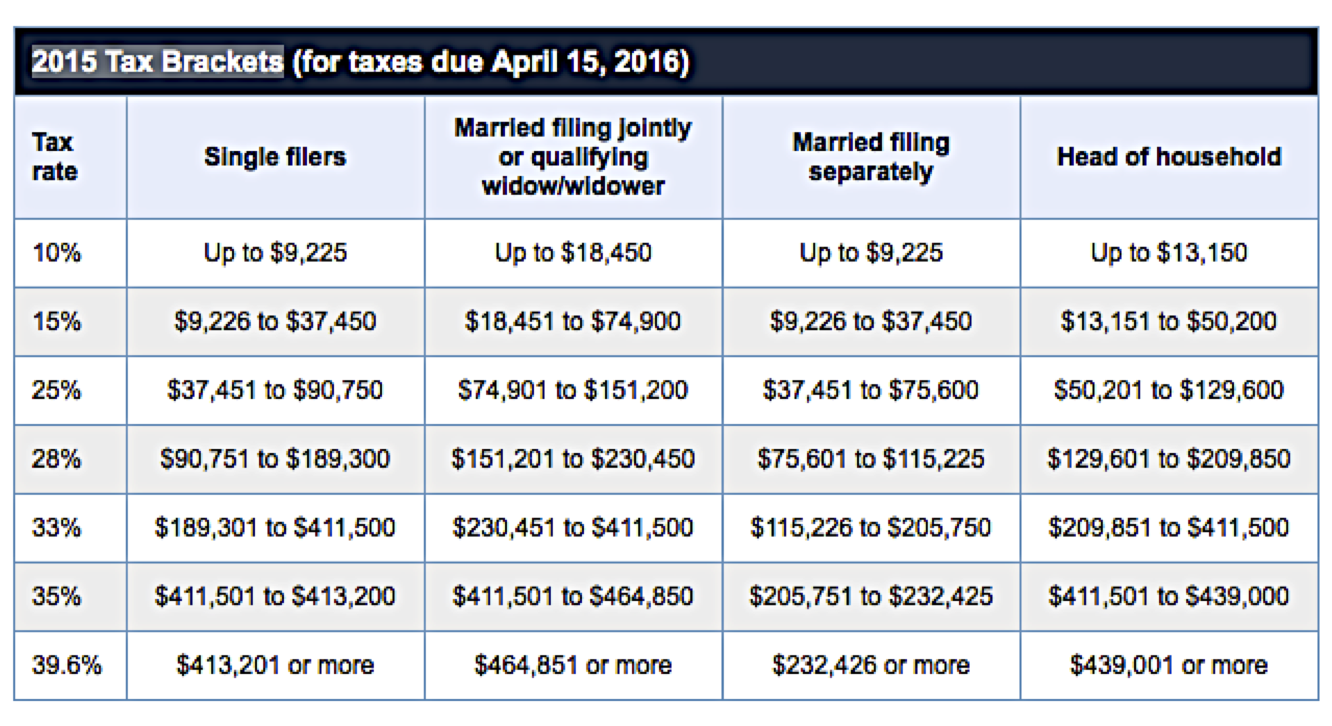 2015 Tax Brackets (for taxes due April 15, 2016)
Tax rate Single filers Married filing jointly or qualifying widow/widower Married filing separately Head of household
10% Up to $9,225 Up to $18,450 Up to $9,225 Up to $13,150
15% $9,226 to $37,450 $18,451 to $74,900 $9,226 to $37,450 $13,151 to $50,200
25% $37,451 to $90,750 $74,901 to $151,200 $37,451 to $75,600 $50,201 to $129,600
28% $90,751 to $189,300 $151,201 to $230,450 $75,601 to $115,225 $129,601 to $209,850
33% $189,301 to $411,500 $230,451 to $411,500 $115,226 to $205,750 $209,851 to $411,500
35% $411,501 to $413,200 $411,501 to $464,850 $205,751 to $232,425 $411,501 to $439,000
39.6% $413,201 or more $464,851 or more $232,426 or more $439,001 or more